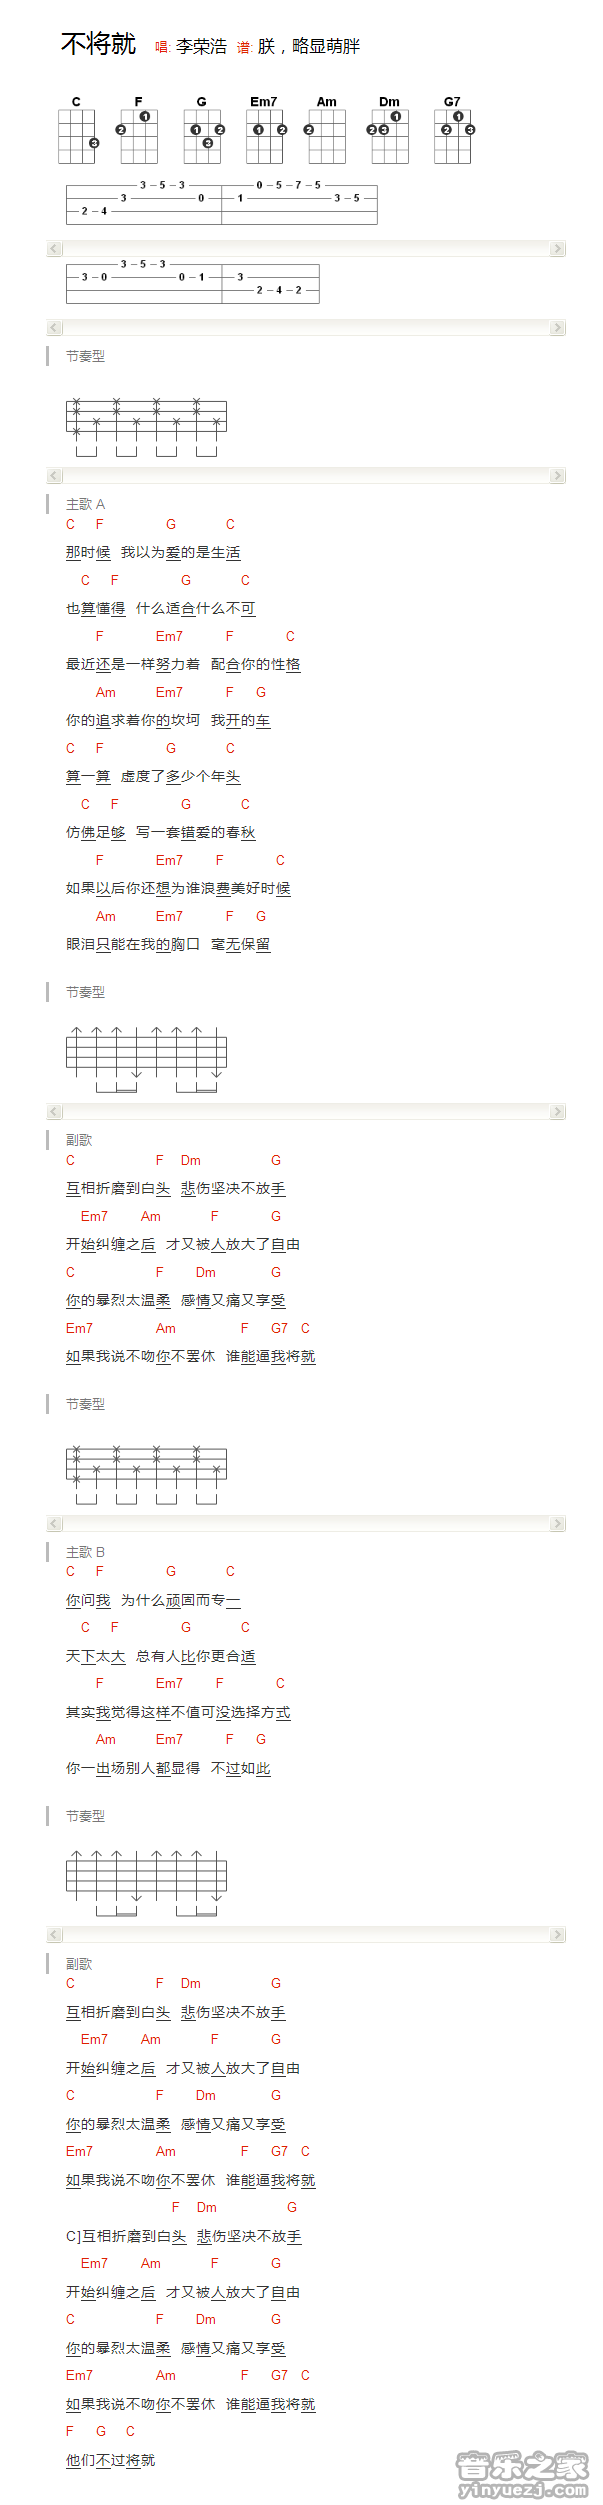 不将就 唱: 李荣浩 谱: 朕，略显萌胖
C F G Em7 Am Dm G7
3 5 3 0 5 7 5
3 0 1 3 5
2 4
3 5 3
3 0 0 1 3
2 4 2
节奏型
主歌 A
C F G C
那时候 我以为爱的是生活
C F G C
也算懂得 什么适合什么不可
F Em7 F C
最近还是一样努力着 配合你的性格
Am Em7 F G
你的追求着你的坎坷 我开的车
C F G C
算一算 虚度了多少个年头
C F G C
仿佛足够 写一套错爱的春秋
F Em7 F C
如果以后你还想为谁浪费美好时候
Am Em7 F G
眼泪只能在我的胸口 毫无保留
节奏型
副歌
C F Dm G
互相折磨到白头 悲伤坚决不放手
Em7 Am F G
开始纠缠之后 才又被人放大了自由
C F Dm G
你的暴烈太温柔 感情又痛又享受
Em7 Am F G7 C
如果我说不吻你不罢休 谁能逼我将就
节奏型
主歌 B
C F G C
你问我 为什么顽固而专一
C F G C
天下太大 总有人比你更合适
F Em7 F C
其实我觉得这样不值可没选择方式
Am Em7 F G
你一出场别人都显得 不过如此
节奏型
副歌
C F Dm G
互相折磨到白头 悲伤坚决不放手
Em7 Am F G
开始纠缠之后 才又被人放大了自由
C F Dm G
你的暴烈太温柔 感情又痛又享受
Em7 Am F G7 C
如果我说不吻你不罢休 谁能逼我将就
F Dm G
C]互相折磨到白头 悲伤坚决不放手
Em7 Am F G
开始纠缠之后 才又被人放大了自由
C F Dm G
你的暴烈太温柔 感情又痛又享受
Em7 Am F G7 C
如果我说不吻你不罢休 谁能逼我将就
F G C
他们不过将就
音乐之家
yinyuezj.com